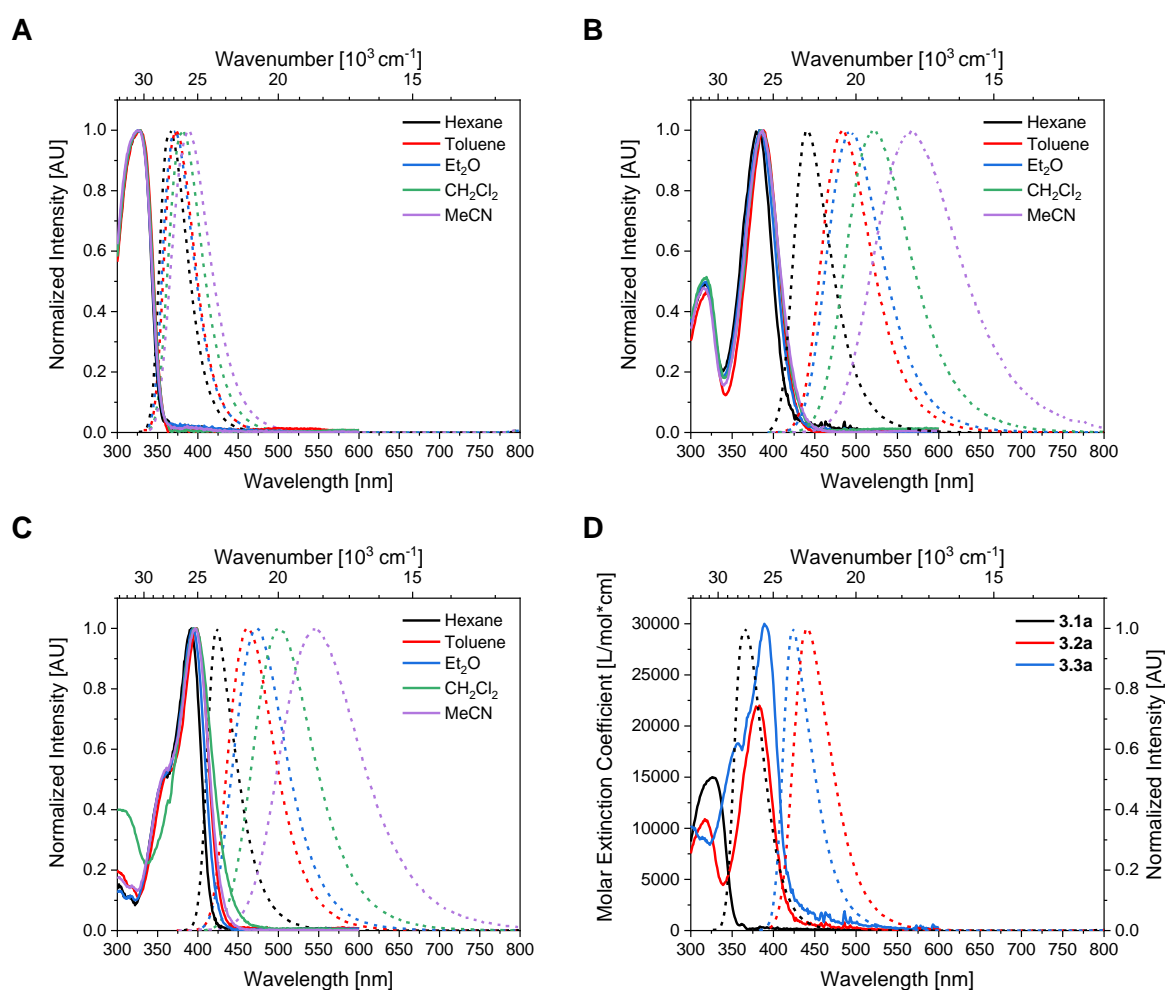 A
Wavenumber [10³ cm⁻¹]
30 25 20 15
Normalized Intensity [AU]
1.0
0.8
0.6
0.4
0.2
0.0
Hexane
Toluene
Et₂O
CH₂Cl₂
MeCN
300 350 400 450 500 550 600 650 700 750 800
Wavelength [nm]
B
Wavenumber [10³ cm⁻¹]
30 25 20 15
Normalized Intensity [AU]
1.0
0.8
0.6
0.4
0.2
0.0
Hexane
Toluene
Et₂O
CH₂Cl₂
MeCN
300 350 400 450 500 550 600 650 700 750 800
Wavelength [nm]
C
Wavenumber [10³ cm⁻¹]
30 25 20 15
Normalized Intensity [AU]
1.0
0.8
0.6
0.4
0.2
0.0
Hexane
Toluene
Et₂O
CH₂Cl₂
MeCN
300 350 400 450 500 550 600 650 700 750 800
Wavelength [nm]
D
Wavenumber [10³ cm⁻¹]
30 25 20 15
Molar Extinction Coefficient [L/mol*cm]
30000
25000
20000
15000
10000
5000
0
3.1a
3.2a
3.3a
1.0
0.8
0.6
0.4
0.2
0.0
Normalized Intensity [AU]
300 350 400 450 500 550 600 650 700 750 800
Wavelength [nm]